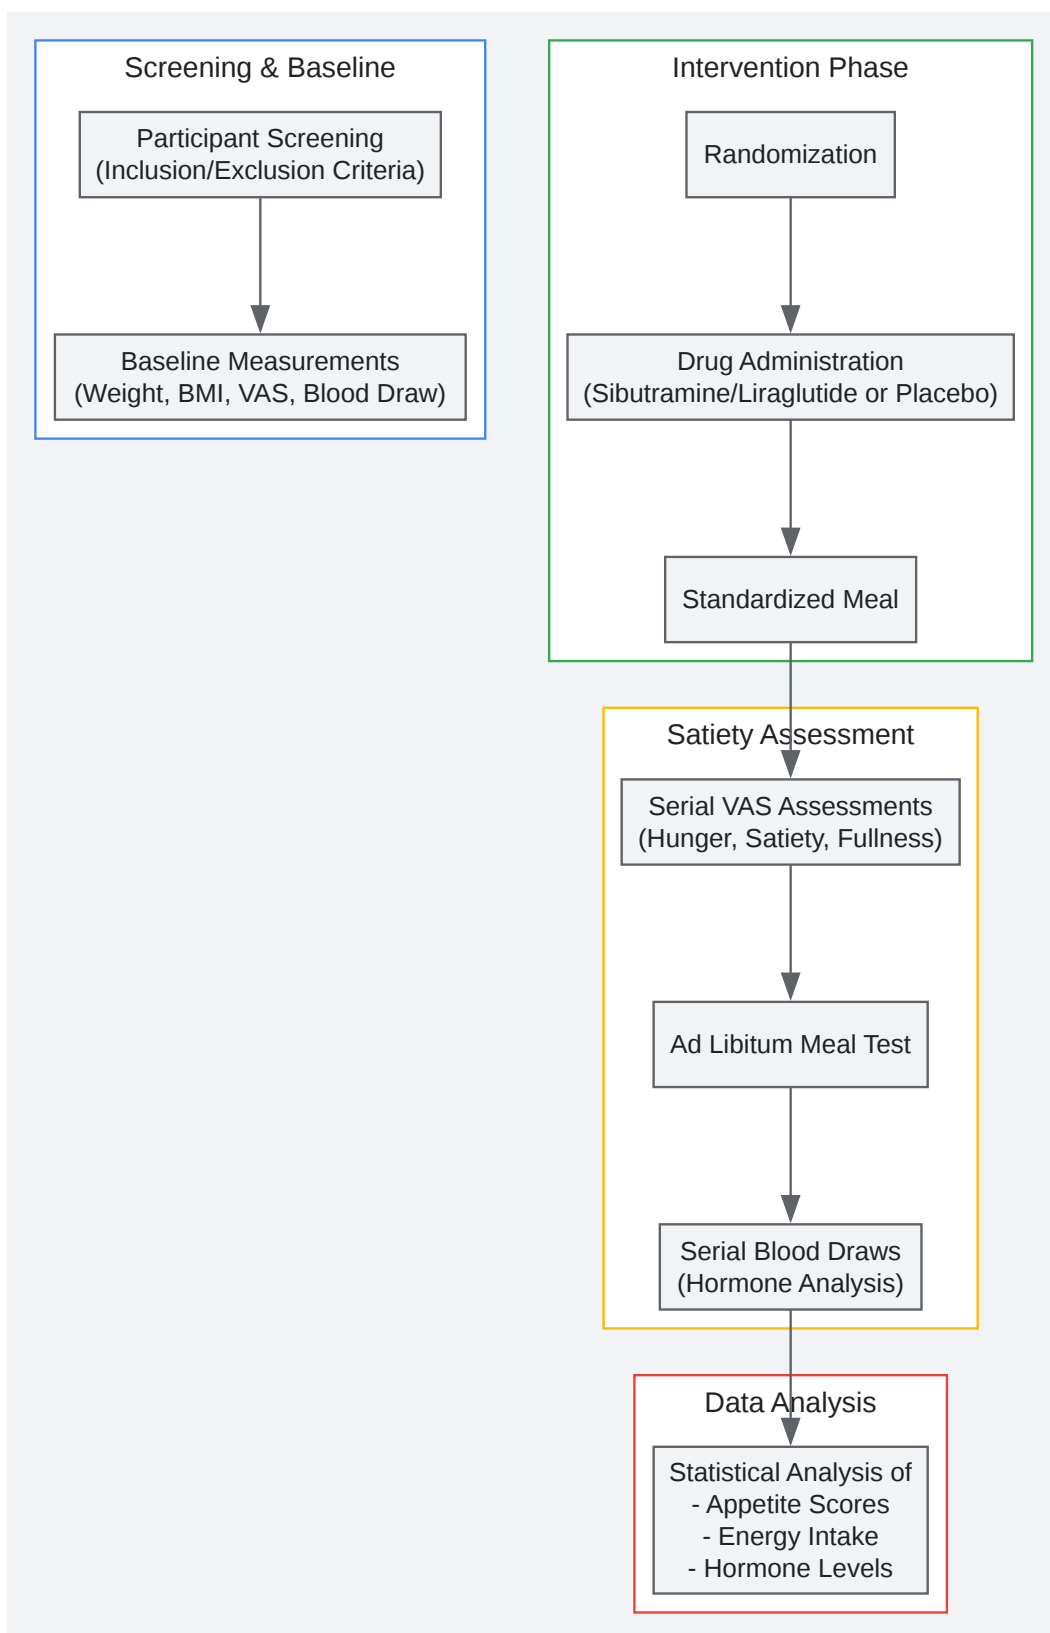 Screening & Baseline
Participant Screening
(Inclusion/Exclusion Criteria)
Baseline Measurements
(Weight, BMI, VAS, Blood Draw)
Intervention Phase
Randomization
Drug Administration
(Sibutramine/Liraglutide or Placebo)
Standardized Meal
Satiety Assessment
Serial VAS Assessments
(Hunger, Satiety, Fullness)
Ad Libitum Meal Test
Serial Blood Draws
(Hormone Analysis)
Data Analysis
Statistical Analysis of
- Appetite Scores
- Energy Intake
- Hormone Levels